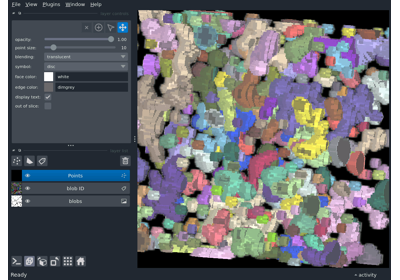 File View Plugins Window Help
opacity: 1.00
point size: 10
blending: translucent
symbol: disc
face color: white
edge color: dimgrey
display text: ✓
out of slice:
Points
blob ID
blobs
Ready
activity